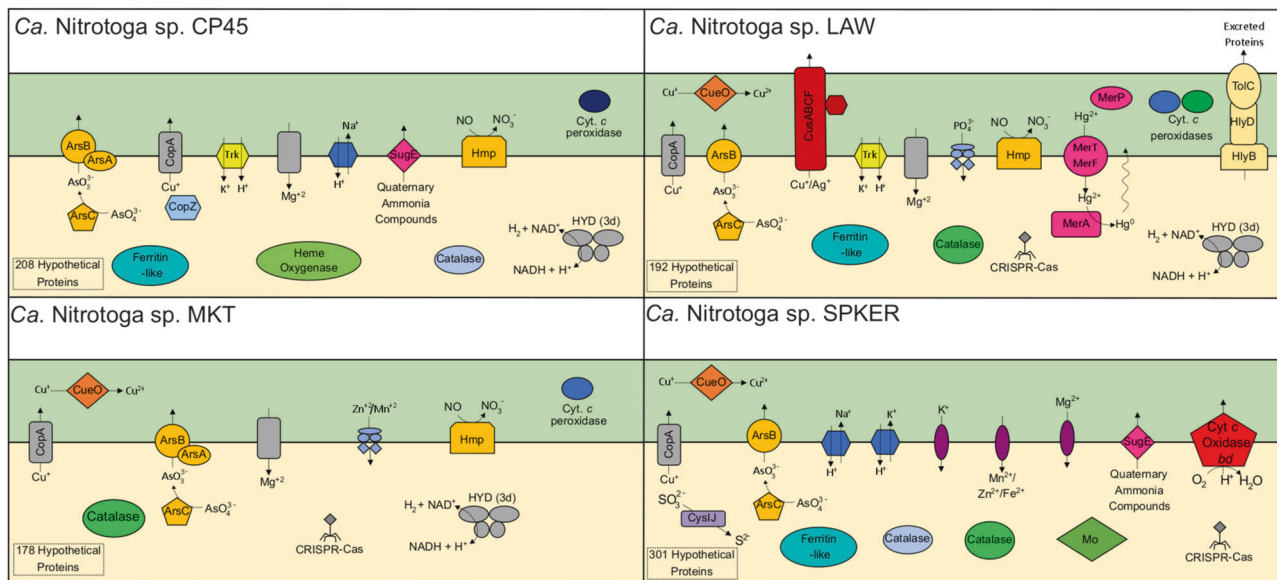 Ca. Nitrotoga sp. CP45
ArsB
ArsA
AsO₃³⁻
ArsC
AsO₄³⁻
CopA
Cu⁺
CopZ
Trk
K⁺ H⁺
Mg⁺²
Na⁺
H⁺
SugE
Quaternary
Ammonia
Compounds
NO NO₃⁻
Hmp
Cyt. c
peroxidase
HYD (3d)
H₂ + NAD⁺
NADH + H⁺
208 Hypothetical
Proteins
Ferritin
-like
Heme
Oxygenase
Catalase
Ca. Nitrotoga sp. LAW
Cu⁺
CueO
Cu²⁺
CopA
Cu⁺
ArsB
AsO₃³⁻
ArsC
AsO₄³⁻
CusABCF
Cu⁺/Ag⁺
Trk
K⁺ H⁺
Mg⁺²
PO₄³⁻
NO NO₃⁻
Hmp
MerP
Hg²⁺
MerT
MerF
Hg²⁺
MerA
Hg⁰
Cyt. c
peroxidases
Excreted
Proteins
TolC
HlyD
HlyB
HYD (3d)
H₂ + NAD⁺
NADH + H⁺
192 Hypothetical
Proteins
Ferritin
-like
Catalase
CRISPR-Cas
Ca. Nitrotoga sp. MKT
Cu⁺
CueO
Cu²⁺
CopA
Cu⁺
ArsB
ArsA
AsO₃³⁻
ArsC
AsO₄³⁻
Mg⁺²
Zn⁺²/Mn⁺²
NO NO₃⁻
Hmp
Cyt. c
peroxidase
Catalase
CRISPR-Cas
HYD (3d)
H₂ + NAD⁺
NADH + H⁺
178 Hypothetical
Proteins
Ca. Nitrotoga sp. SPKER
Cu⁺
CueO
Cu²⁺
CopA
Cu⁺
SO₃²⁻
CysIJ
S²⁻
ArsB
AsO₃³⁻
ArsC
AsO₄³⁻
Na⁺
H⁺
K⁺
H⁺
K⁺
Mn²⁺/
Zn²⁺/Fe²⁺
Mg²⁺
SugE
Quaternary
Ammonia
Compounds
Cyt c
Oxidase
bd
O₂ H⁺ H₂O
301 Hypothetical
Proteins
Ferritin
-like
Catalase
Catalase
Mo
CRISPR-Cas